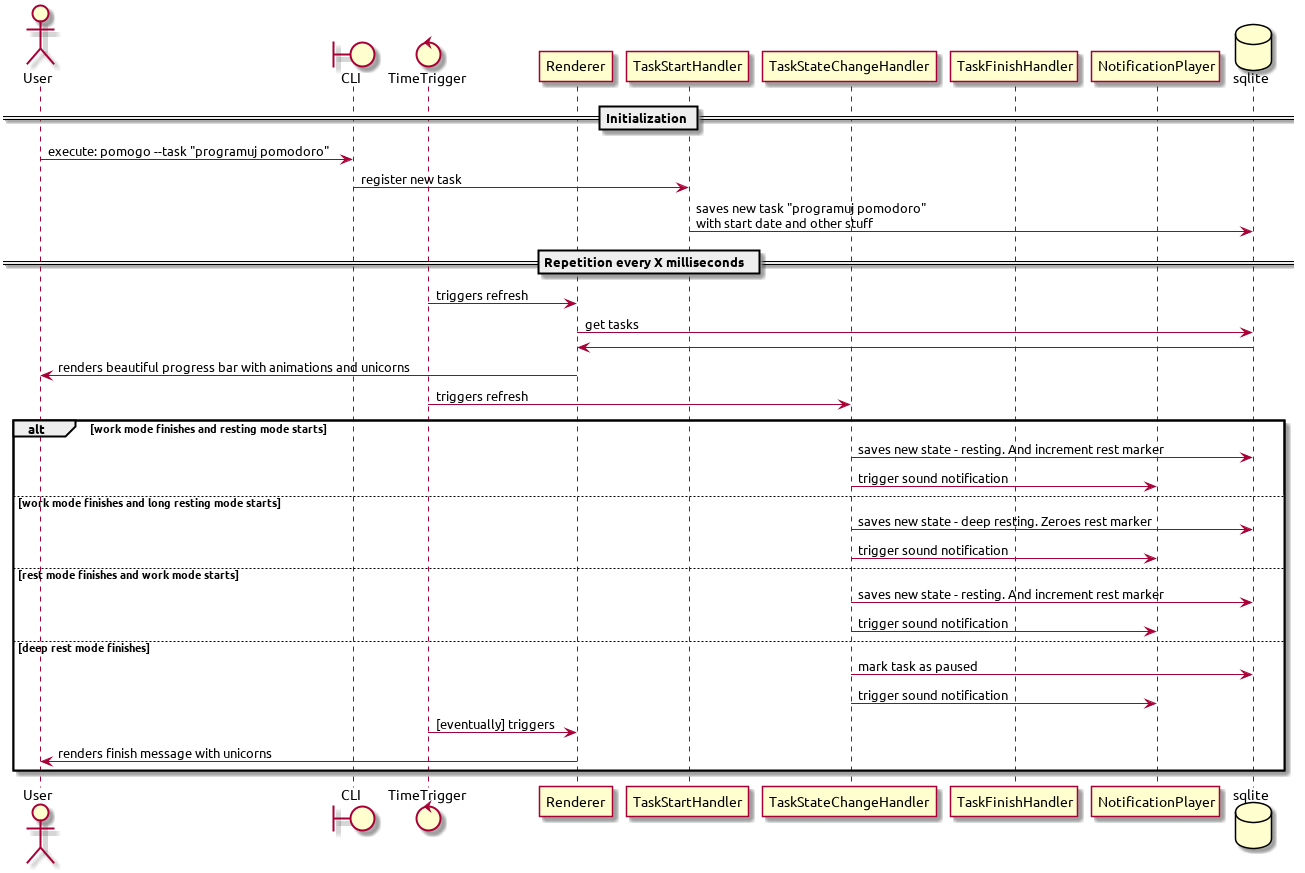 User
CLI
TimeTrigger
Renderer
TaskStartHandler
TaskStateChangeHandler
TaskFinishHandler
NotificationPlayer
sqlite
Initialization
execute: pomogo --task "programuj pomodoro"
register new task
saves new task "programuj pomodoro"
with start date and other stuff
Repetition every X milliseconds
triggers refresh
get tasks
renders beautiful progress bar with animations and unicorns
triggers refresh
alt
[work mode finishes and resting mode starts]
saves new state - resting. And increment rest marker
trigger sound notification
[work mode finishes and long resting mode starts]
saves new state - deep resting. Zeroes rest marker
trigger sound notification
[rest mode finishes and work mode starts]
saves new state - resting. And increment rest marker
trigger sound notification
[deep rest mode finishes]
mark task as paused
trigger sound notification
[eventually] triggers
renders finish message with unicorns
User
CLI
TimeTrigger
Renderer
TaskStartHandler
TaskStateChangeHandler
TaskFinishHandler
NotificationPlayer
sqlite